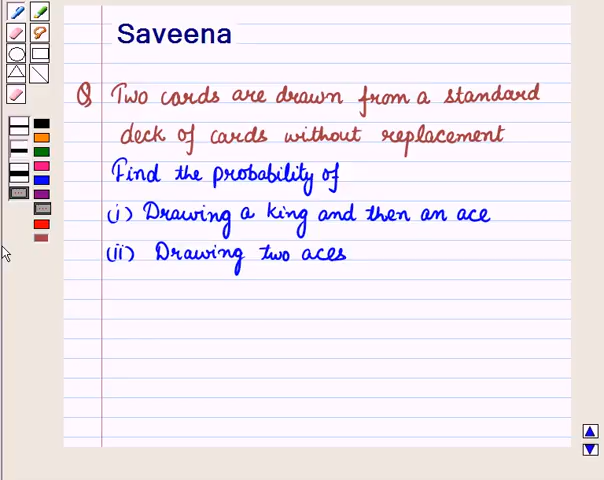 Saveena
Q Two cards are drawn from a standard
deck of cards without replacement
Find the probability of
(i) Drawing a king and then an ace
(ii) Drawing two aces